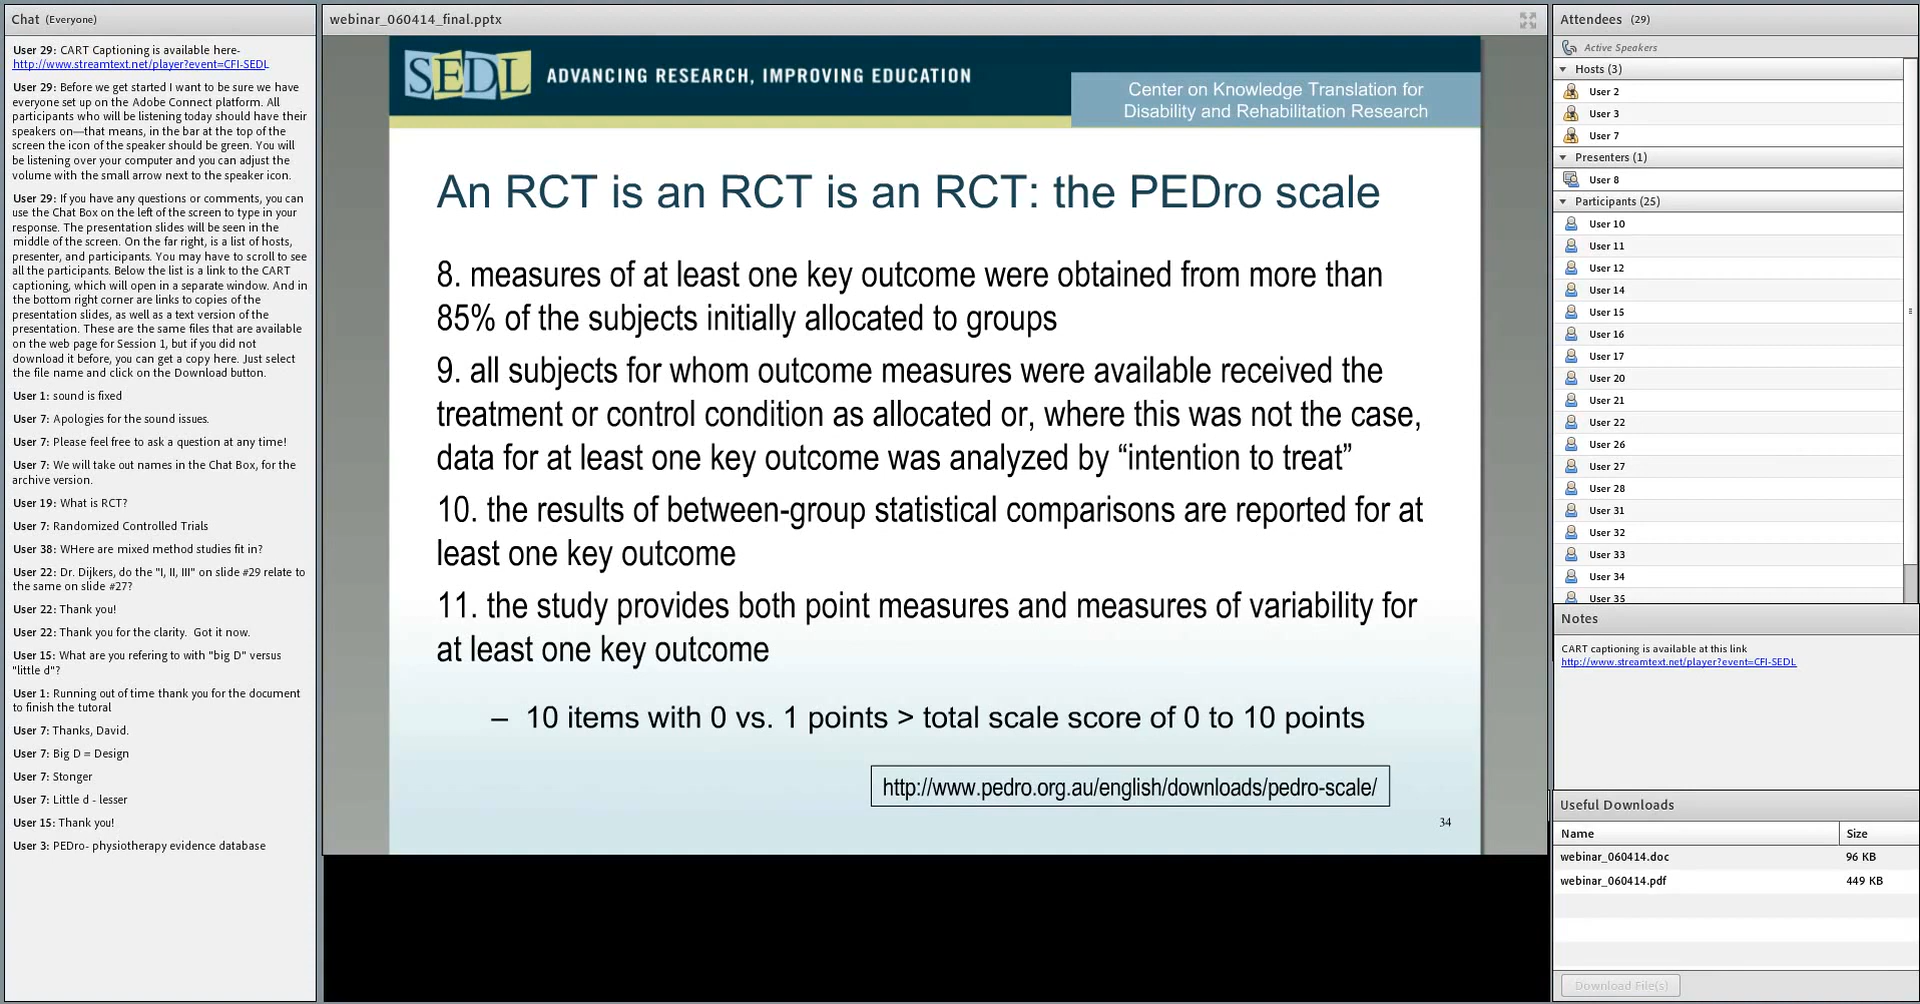 Chat (Everyone)
User 29: CART Captioning is available here-
http://www.streamtext.net/player?event=CFI-SEDL
User 29: Before we get started I want to be sure we have
everyone set up on the Adobe Connect platform. All
participants who will be listening today should have their
speakers on—that means, in the bar at the top of the
screen the icon of the speaker should be green. You will
be listening over your computer and you can adjust the
volume with the small arrow next to the speaker icon.
User 29: If you have any questions or comments, you can
use the Chat Box on the left of the screen to type in your
response. The presentation slides will be seen in the
middle of the screen. On the far right, is a list of hosts,
presenter, and participants. You may have to scroll to see
all the participants. Below the list is a link to the CART
captioning, which will open in a separate window. And in
the bottom right corner are links to copies of the
presentation slides, as well as a text version of the
presentation. These are the same files that are available
on the web page for Session 1, but if you did not
download it before, you can get a copy here. Just select
the file name and click on the Download button.
User 1: sound is fixed
User 7: Apologies for the sound issues.
User 7: Please feel free to ask a question at any time!
User 7: We will take out names in the Chat Box, for the
archive version.
User 19: What is RCT?
User 7: Randomized Controlled Trials
User 38: WHere are mixed method studies fit in?
User 22: Dr. Dijkers, do the "I, II, III" on slide #29 relate to
the same on slide #27?
User 22: Thank you!
User 22: Thank you for the clarity.  Got it now.
User 15: What are you refering to with "big D" versus
"little d"?
User 1: Running out of time thank you for the document
to finish the tutoral
User 7: Thanks, David.
User 7: Big D = Design
User 7: Stonger
User 7: Little d - lesser
User 15: Thank you!
User 3: PEDro- physiotherapy evidence database
webinar_060414_final.pptx
SEDL ADVANCING RESEARCH, IMPROVING EDUCATION
Center on Knowledge Translation for
Disability and Rehabilitation Research
An RCT is an RCT is an RCT: the PEDro scale
8. measures of at least one key outcome were obtained from more than
85% of the subjects initially allocated to groups
9. all subjects for whom outcome measures were available received the
treatment or control condition as allocated or, where this was not the case,
data for at least one key outcome was analyzed by “intention to treat”
10. the results of between-group statistical comparisons are reported for at
least one key outcome
11. the study provides both point measures and measures of variability for
at least one key outcome
– 10 items with 0 vs. 1 points > total scale score of 0 to 10 points
http://www.pedro.org.au/english/downloads/pedro-scale/
34
Attendees (29)
Active Speakers
Hosts (3)
User 2
User 3
User 7
Presenters (1)
User 8
Participants (25)
User 10
User 11
User 12
User 14
User 15
User 16
User 17
User 20
User 21
User 22
User 26
User 27
User 28
User 31
User 32
User 33
User 34
User 35
Notes
CART captioning is available at this link
http://www.streamtext.net/player?event=CFI-SEDL
Useful Downloads
Name Size
webinar_060414.doc 96 KB
webinar_060414.pdf 449 KB
Download File(s)